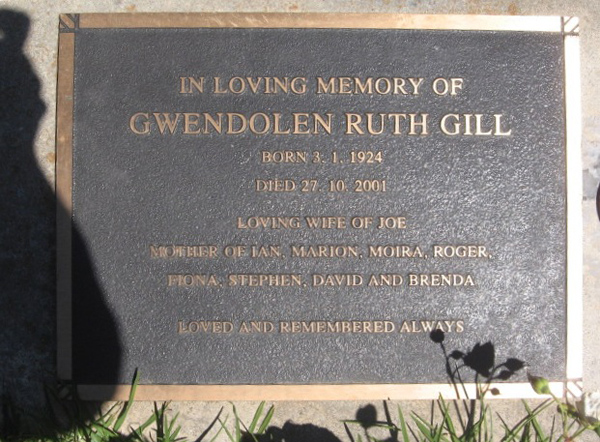 IN LOVING MEMORY OF
GWENDOLEN RUTH GILL
BORN 3. 1. 1924
DIED 27. 10. 2001
LOVING WIFE OF JOE
MOTHER OF IAN, MARION, MOIRA, ROGER,
FIONA, STEPHEN, DAVID AND BRENDA
LOVED AND REMEMBERED ALWAYS